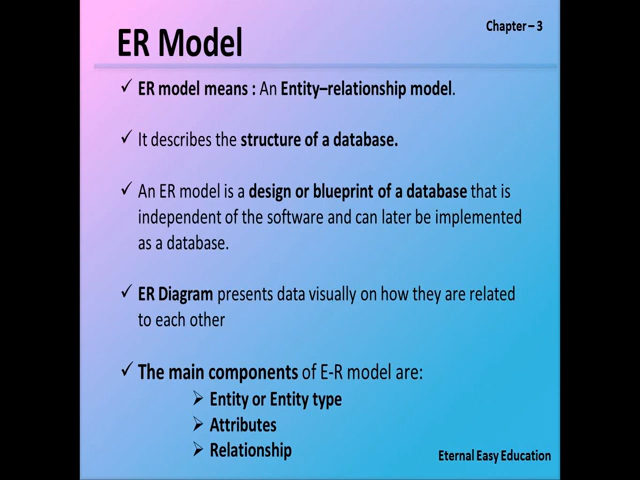 Chapter – 3
ER Model
✓ ER model means : An Entity–relationship model.
✓ It describes the structure of a database.
✓ An ER model is a design or blueprint of a database that is
independent of the software and can later be implemented
as a database.
✓ ER Diagram presents data visually on how they are related
to each other
✓ The main components of E-R model are:
➢ Entity or Entity type
➢ Attributes
➢ Relationship
Eternal Easy Education